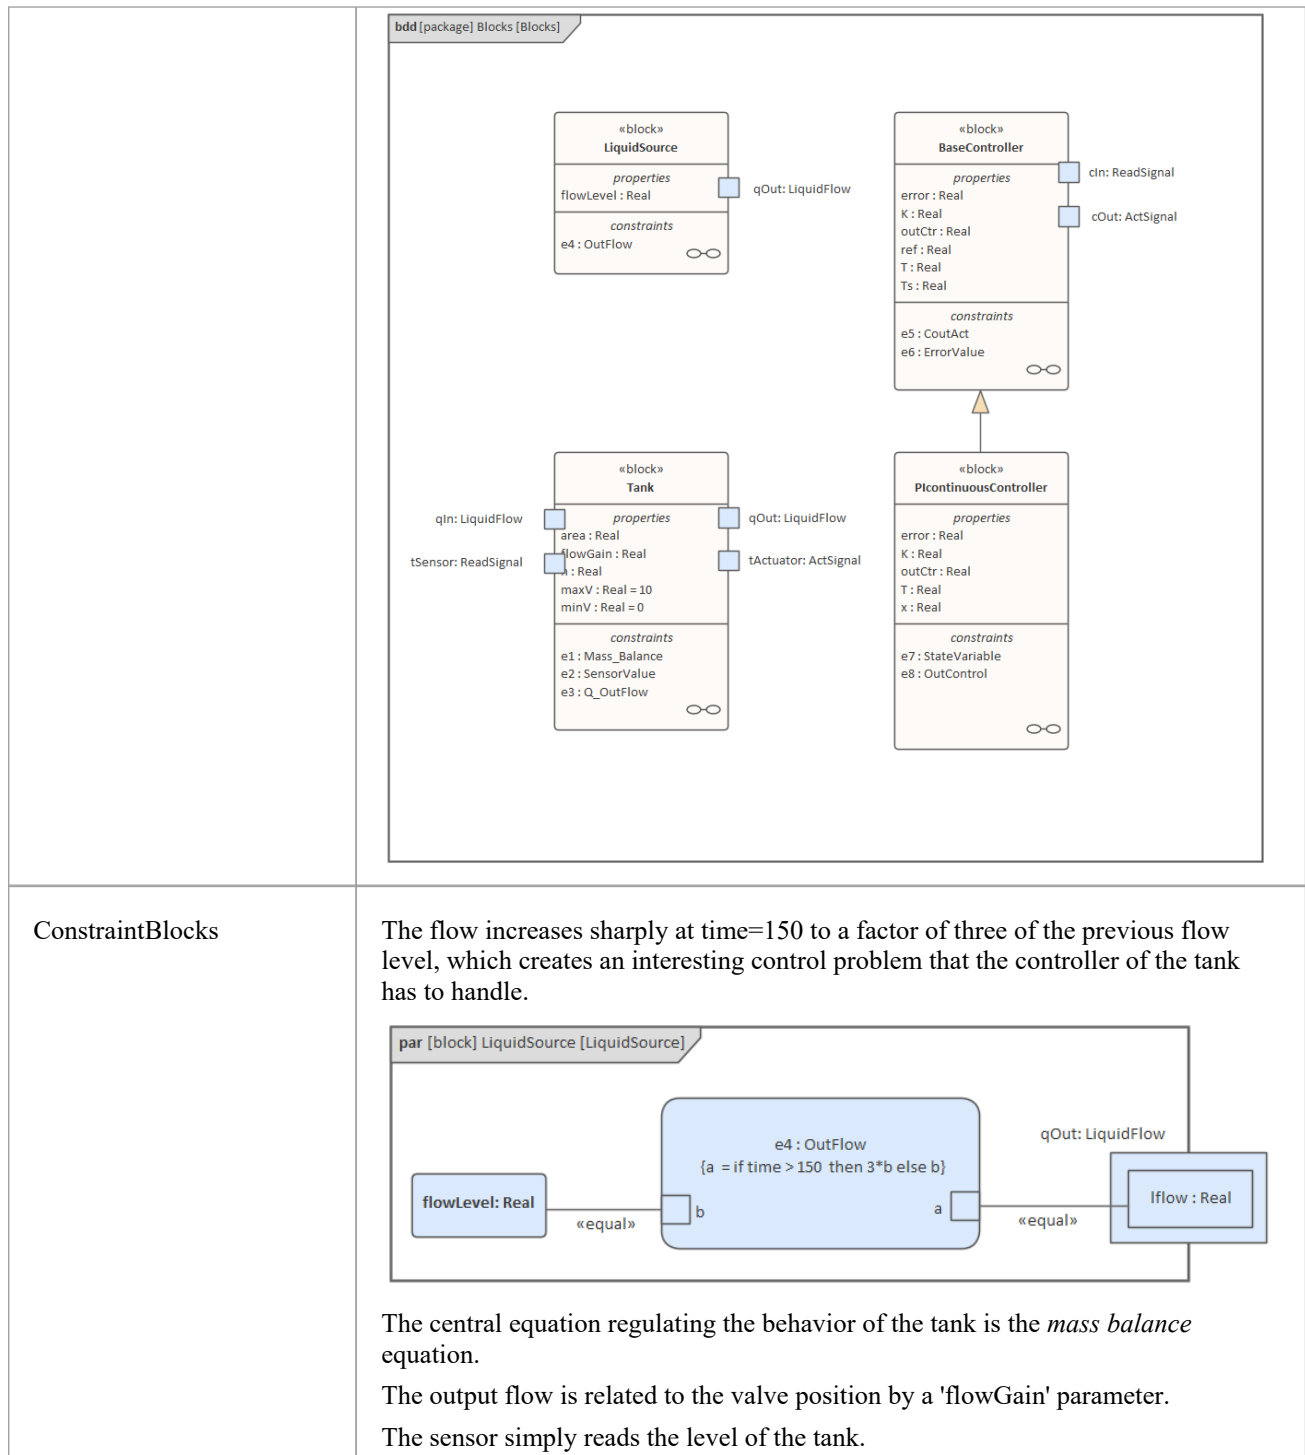 bdd [package] Blocks [Blocks]
«block»
LiquidSource
properties
flowLevel : Real
constraints
e4 : OutFlow
qOut: LiquidFlow
«block»
BaseController
properties
error : Real
K : Real
outCtr : Real
ref : Real
T : Real
Ts : Real
constraints
e5 : CoutAct
e6 : ErrorValue
cIn: ReadSignal
cOut: ActSignal
qIn: LiquidFlow
tSensor: ReadSignal
«block»
Tank
properties
area : Real
flowGain : Real
: Real
maxV : Real = 10
minV : Real = 0
constraints
e1 : Mass_Balance
e2 : SensorValue
e3 : Q_OutFlow
qOut: LiquidFlow
tActuator: ActSignal
«block»
PIcontinuousController
properties
error : Real
K : Real
outCtr : Real
T : Real
x : Real
constraints
e7 : StateVariable
e8 : OutControl
ConstraintBlocks
The flow increases sharply at time=150 to a factor of three of the previous flow
level, which creates an interesting control problem that the controller of the tank
has to handle.
par [block] LiquidSource [LiquidSource]
flowLevel: Real
«equal»
e4 : OutFlow
{a = if time > 150 then 3*b else b}
b
a
«equal»
qOut: LiquidFlow
lflow : Real
The central equation regulating the behavior of the tank is the mass balance
equation.
The output flow is related to the valve position by a 'flowGain' parameter.
The sensor simply reads the level of the tank.